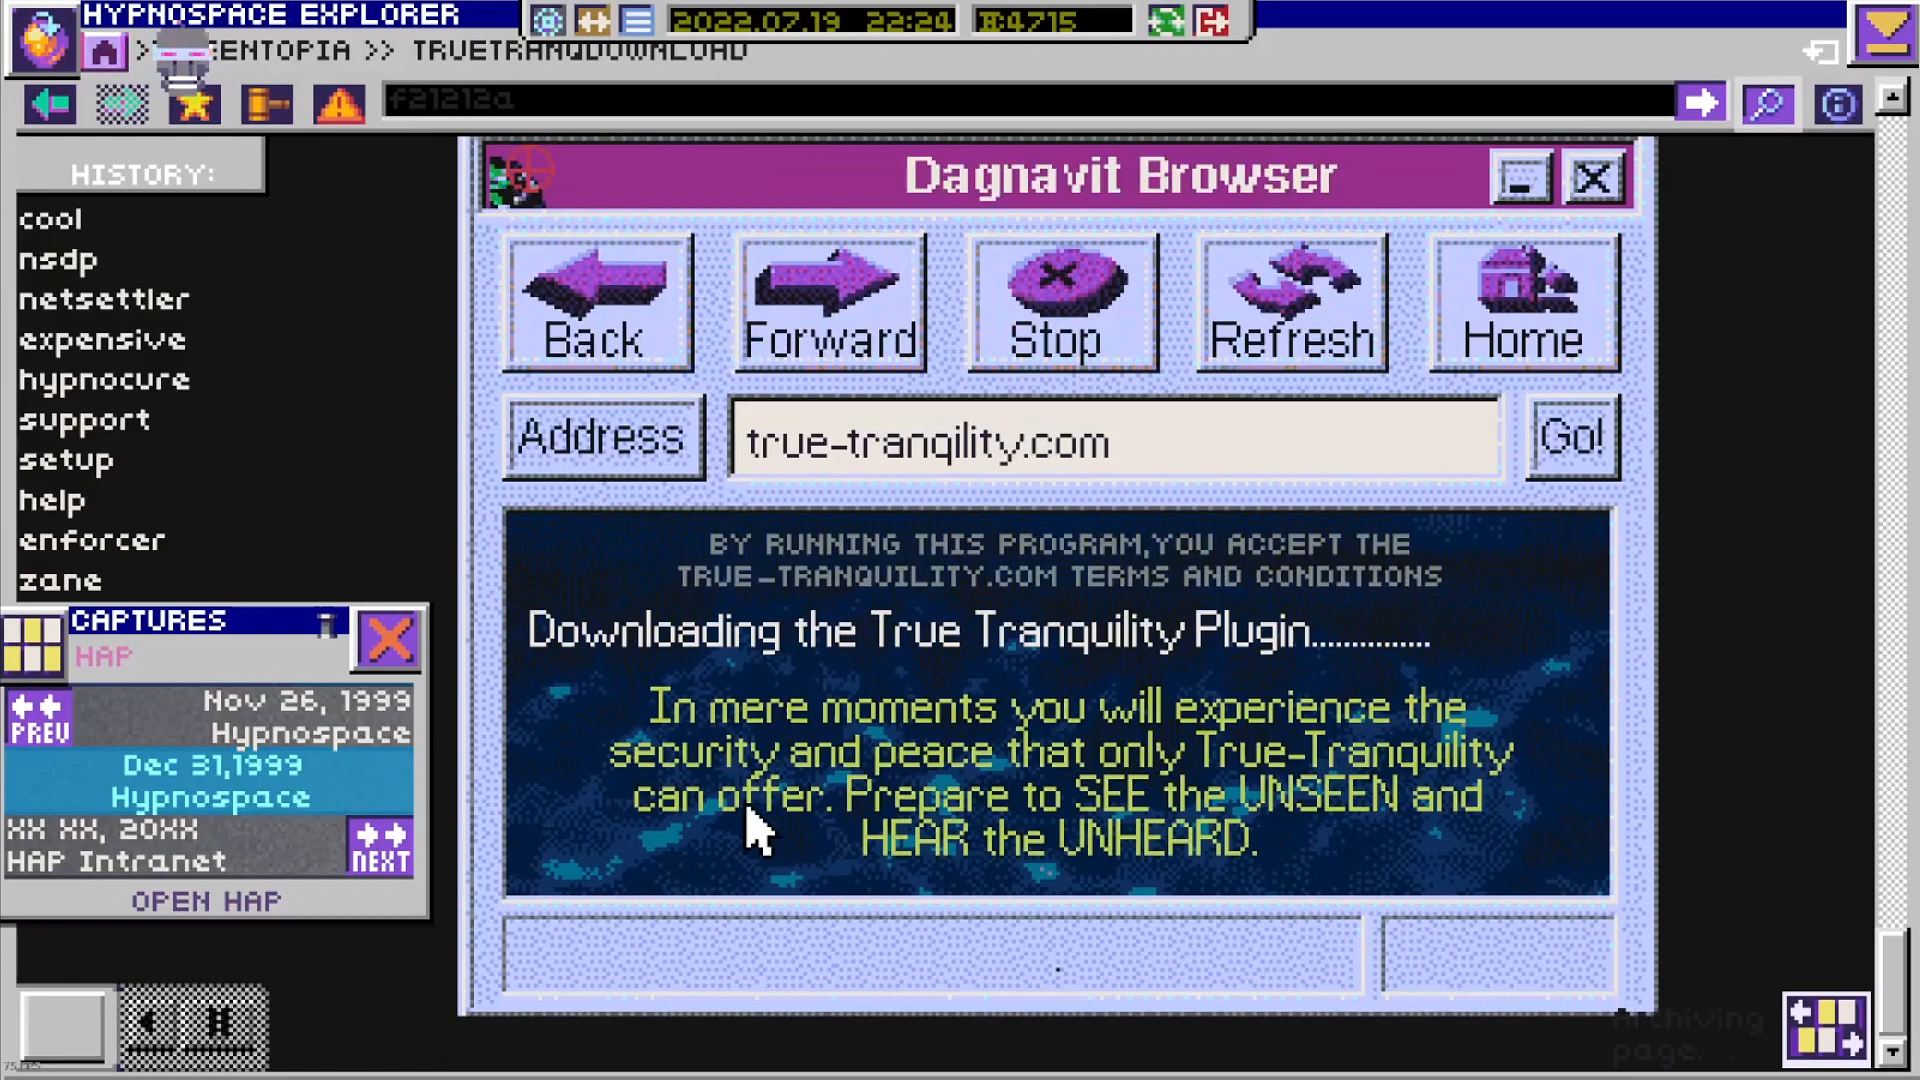 HYPNOSPACE EXPLORER
2022.07.19 22:24
4715
>> TRUETRANQDOWNLOAD
f21212a
HISTORY:
cool
nsdp
netsettler
expensive
hypnocure
support
setup
help
enforcer
zane
CAPTURES
HAP
PREV
Nov 26, 1999
Hypnospace
Dec 31,1999
Hypnospace
XX XX, 20XX
HAP Intranet
NEXT
OPEN HAP
Dagnavit Browser
Back
Forward
Stop
Refresh
Home
Address
true-tranqility.com
Go!
BY RUNNING THIS PROGRAM,YOU ACCEPT THE
TRUE-TRANQUILITY.COM TERMS AND CONDITIONS
Downloading the True Tranquility Plugin...............
In mere moments you will experience the
security and peace that only True-Tranquility
can offer. Prepare to SEE the UNSEEN and
HEAR the UNHEARD.
Archiving
page. .